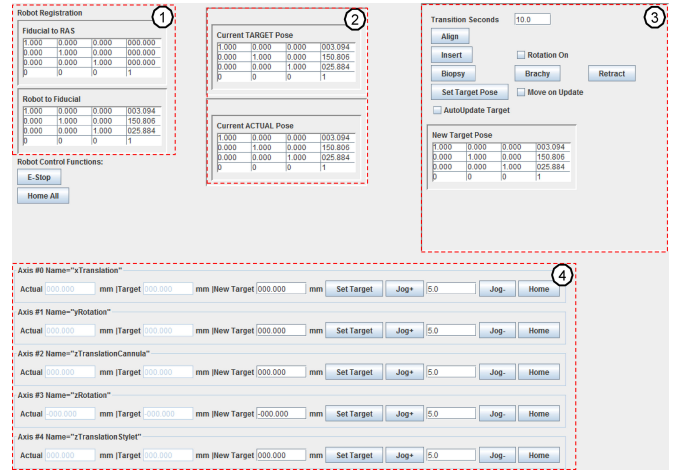 Robot Registration
1
Fiducial to RAS
1.000 0.000 0.000 000.000
0.000 1.000 0.000 000.000
0.000 0.000 1.000 000.000
0 0 0 1
Robot to Fiducial
1.000 0.000 0.000 003.094
0.000 1.000 0.000 150.806
0.000 0.000 1.000 025.884
0 0 0 1
Robot Control Functions:
E-Stop
Home All
2
Current TARGET Pose
1.000 0.000 0.000 003.094
0.000 1.000 0.000 150.806
0.000 0.000 1.000 025.884
0 0 0 1
Current ACTUAL Pose
1.000 0.000 0.000 003.094
0.000 1.000 0.000 150.806
0.000 0.000 1.000 025.884
0 0 0 1
3
Transition Seconds 10.0
Align
Insert Rotation On
Biopsy Brachy Retract
Set Target Pose Move on Update
AutoUpdate Target
New Target Pose
1.000 0.000 0.000 003.094
0.000 1.000 0.000 150.806
0.000 0.000 1.000 025.884
0 0 0 1
4
Axis #0 Name="xTranslation"
Actual 000.000 mm |Target 000.000 mm |New Target 000.000 mm Set Target Jog+ 5.0 Jog- Home
Axis #1 Name="yRotation"
Actual 000.000 mm |Target 000.000 mm |New Target 000.000 mm Set Target Jog+ 5.0 Jog- Home
Axis #2 Name="zTranslationCannula"
Actual 000.000 mm |Target 000.000 mm |New Target 000.000 mm Set Target Jog+ 5.0 Jog- Home
Axis #3 Name="zRotation"
Actual -000.000 mm |Target -000.000 mm |New Target -000.000 mm Set Target Jog+ 5.0 Jog- Home
Axis #4 Name="zTranslationStylet"
Actual 000.000 mm |Target 000.000 mm |New Target 000.000 mm Set Target Jog+ 5.0 Jog- Home